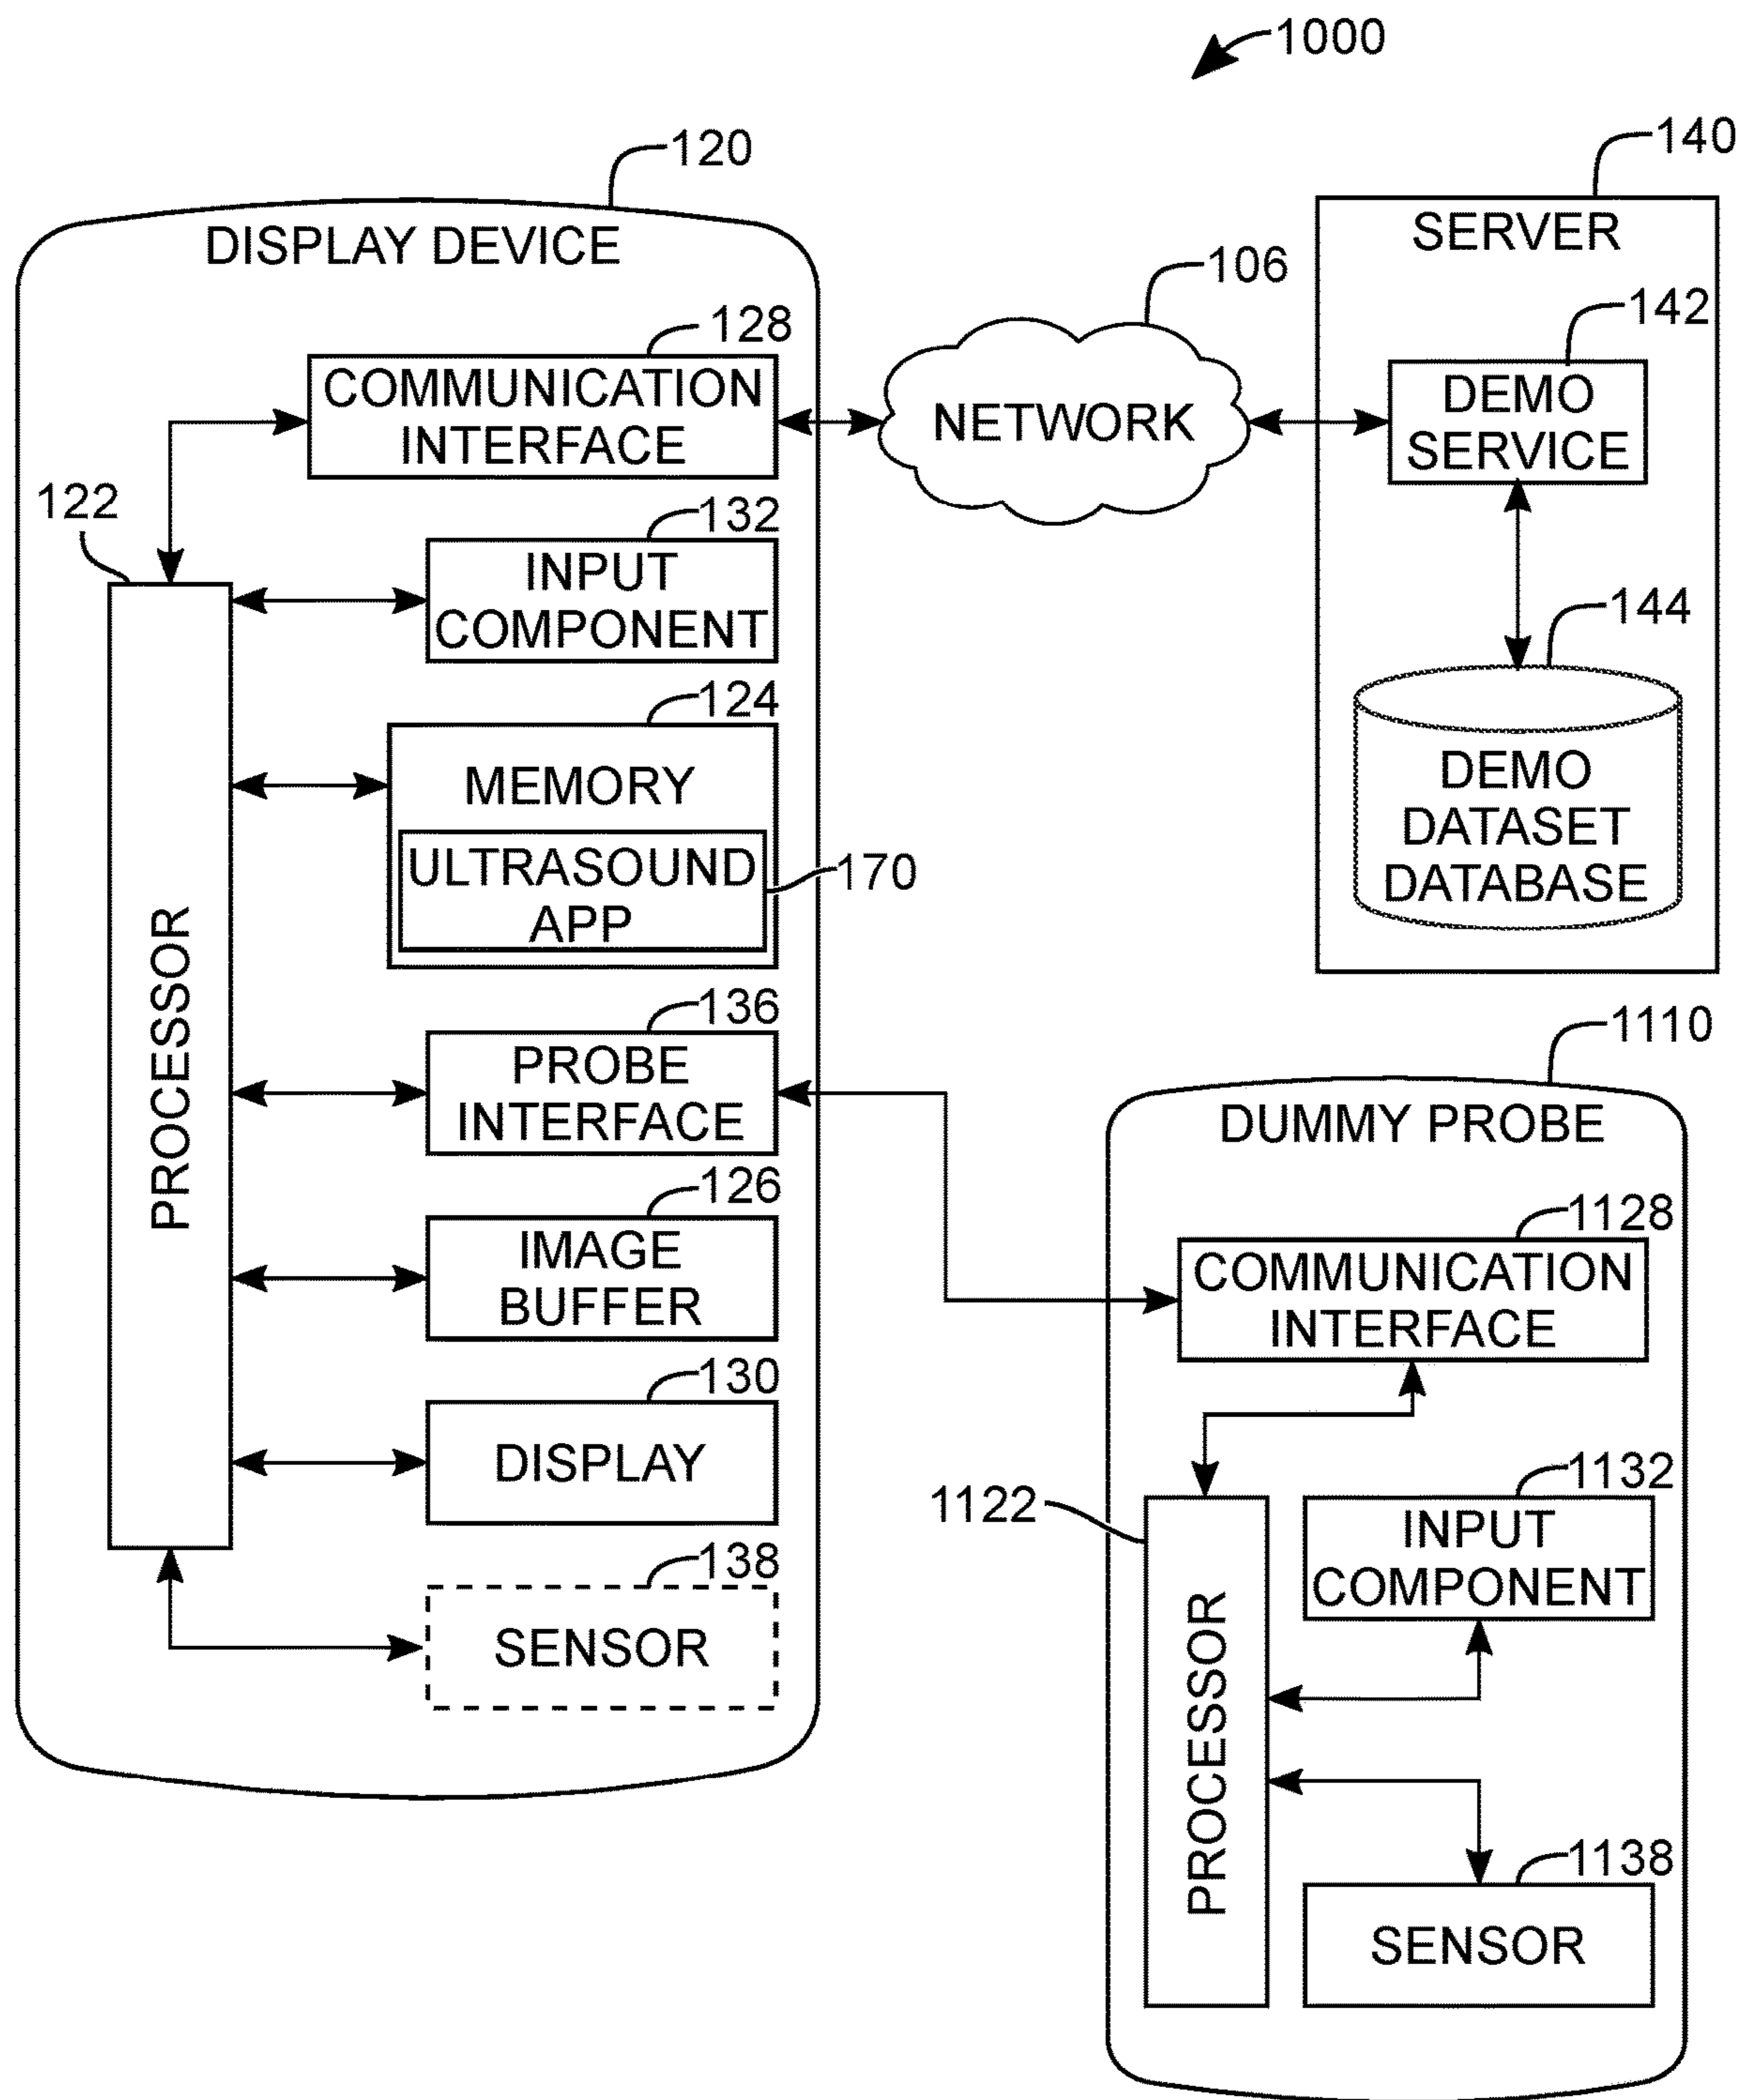 1000
120
DISPLAY DEVICE
128
COMMUNICATION
INTERFACE
122
PROCESSOR
132
INPUT
COMPONENT
124
MEMORY
ULTRASOUND
APP
170
136
PROBE
INTERFACE
126
IMAGE
BUFFER
130
DISPLAY
138
SENSOR
106
NETWORK
140
SERVER
142
DEMO
SERVICE
144
DEMO
DATASET
DATABASE
1110
DUMMY PROBE
1128
COMMUNICATION
INTERFACE
1122
PROCESSOR
1132
INPUT
COMPONENT
1138
SENSOR